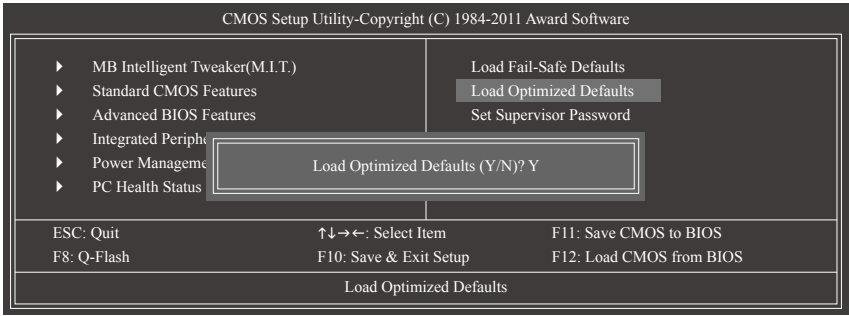 CMOS Setup Utility-Copyright (C) 1984-2011 Award Software
MB Intelligent Tweaker(M.I.T.)
Standard CMOS Features
Advanced BIOS Features
Integrated
PC Health Status
Load Fail-Safe Defaults
Load Optimized Defaults
Set Supervisor Password
Load Optimized Defaults (Y/N)? Y
ESC: Quit
↑↓→←: Select Item
F11: Save CMOS to BIOS
F8: Q-Flash
F10: Save & Exit Setup
F12: Load CMOS from BIOS
Load Optimized Defaults